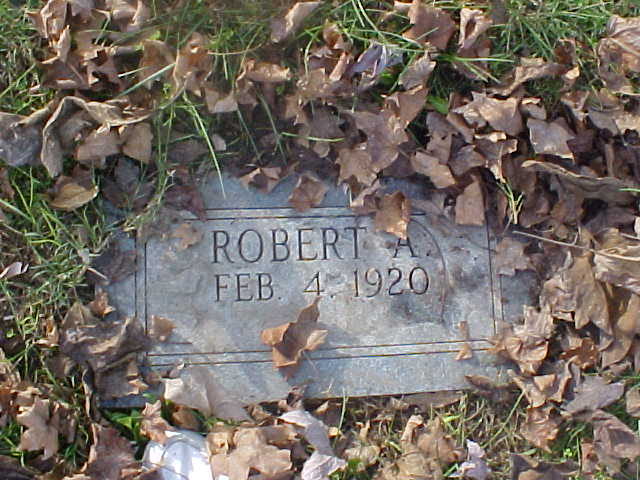 ROBERT A.
FEB. 4. 1920